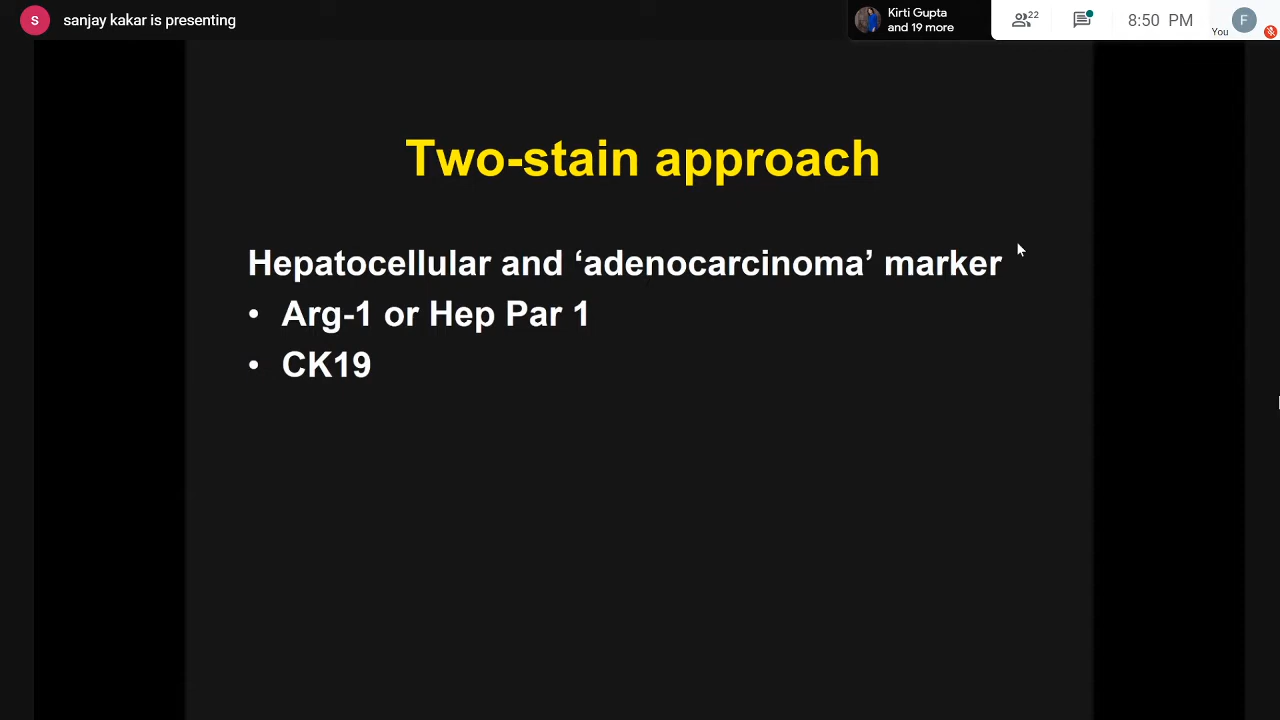 s sanjay kakar is presenting
Kirti Gupta
and 19 more
22
8:50 PM
You
F
Two-stain approach
Hepatocellular and ‘adenocarcinoma’ marker
• Arg-1 or Hep Par 1
• CK19